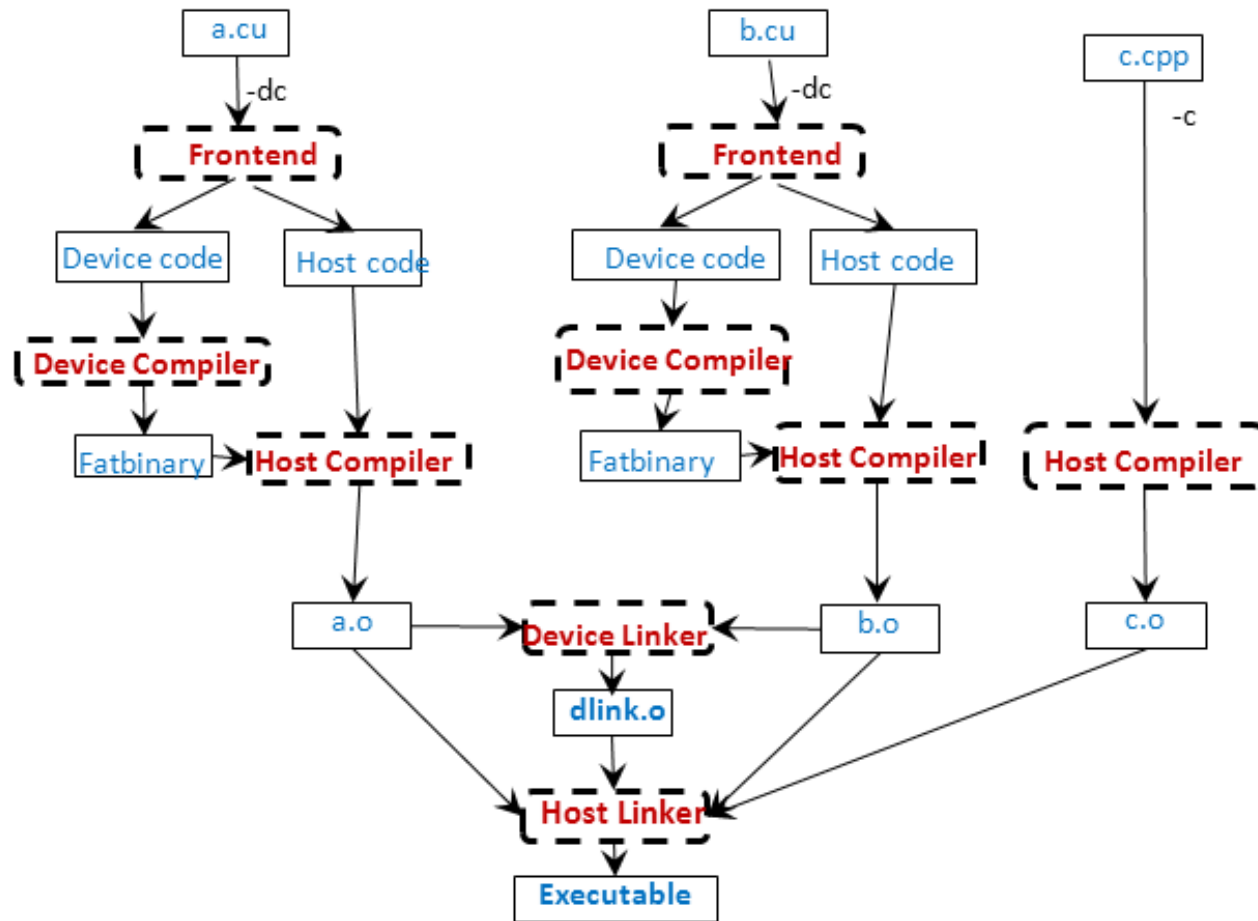 a.cu
b.cu
c.cpp
-dc
-dc
-c
Frontend
Frontend
Device code
Host code
Device code
Host code
Device Compiler
Device Compiler
Fatbinary
Host Compiler
Fatbinary
Host Compiler
Host Compiler
a.o
Device Linker
b.o
c.o
dlink.o
Host Linker
Executable